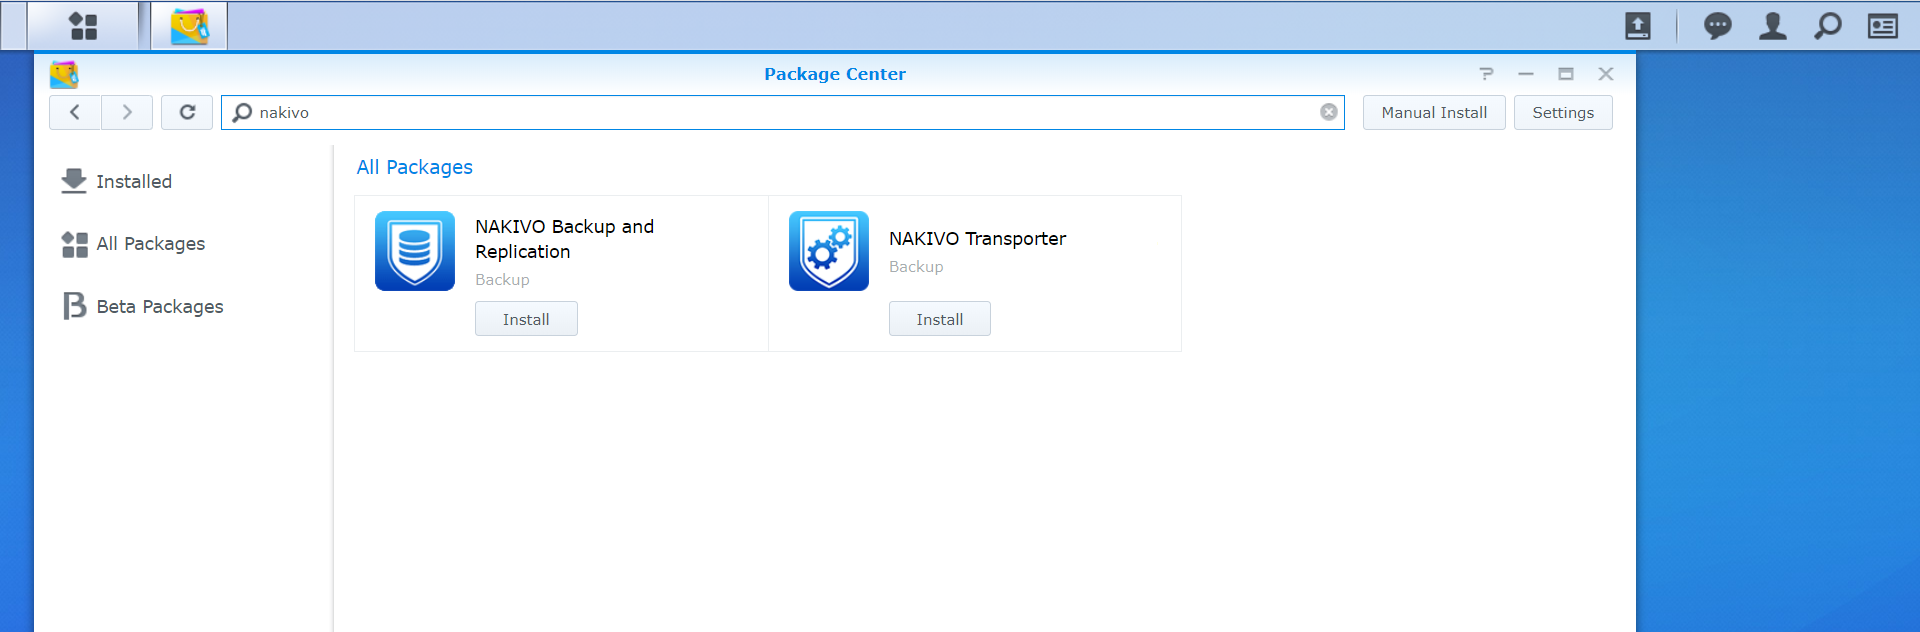 Package Center
nakivo
Manual Install
Settings
Installed
All Packages
Beta Packages
All Packages
NAKIVO Backup and
Replication
Backup
Install
NAKIVO Transporter
Backup
Install